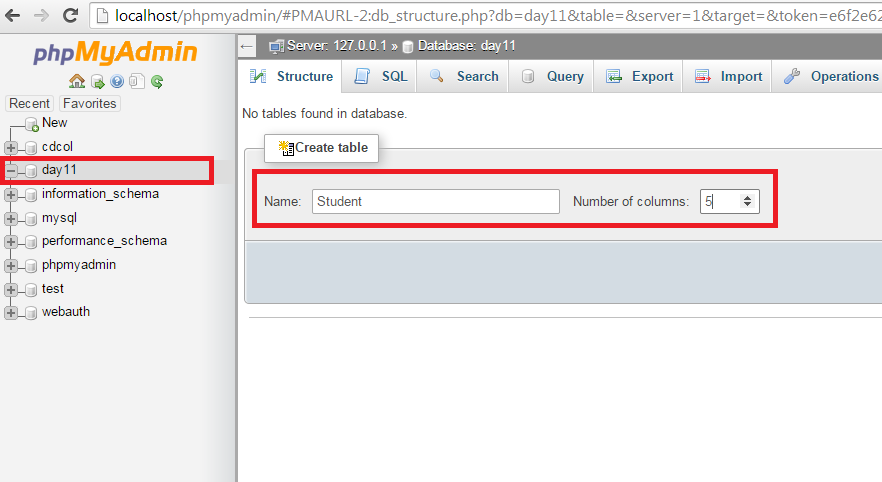 localhost/phpmyadmin/#PMAURL-2:db_structure.php?db=day11&table=&server=1&target=&token=e6f2e62
phpMyAdmin
Recent Favorites
New
cdcol
day11
information_schema
mysql
performance_schema
phpmyadmin
test
webauth
Server: 127.0.0.1 » Database: day11
Structure SQL Search Query Export Import Operations
No tables found in database.
Create table
Name: Student Number of columns: 5